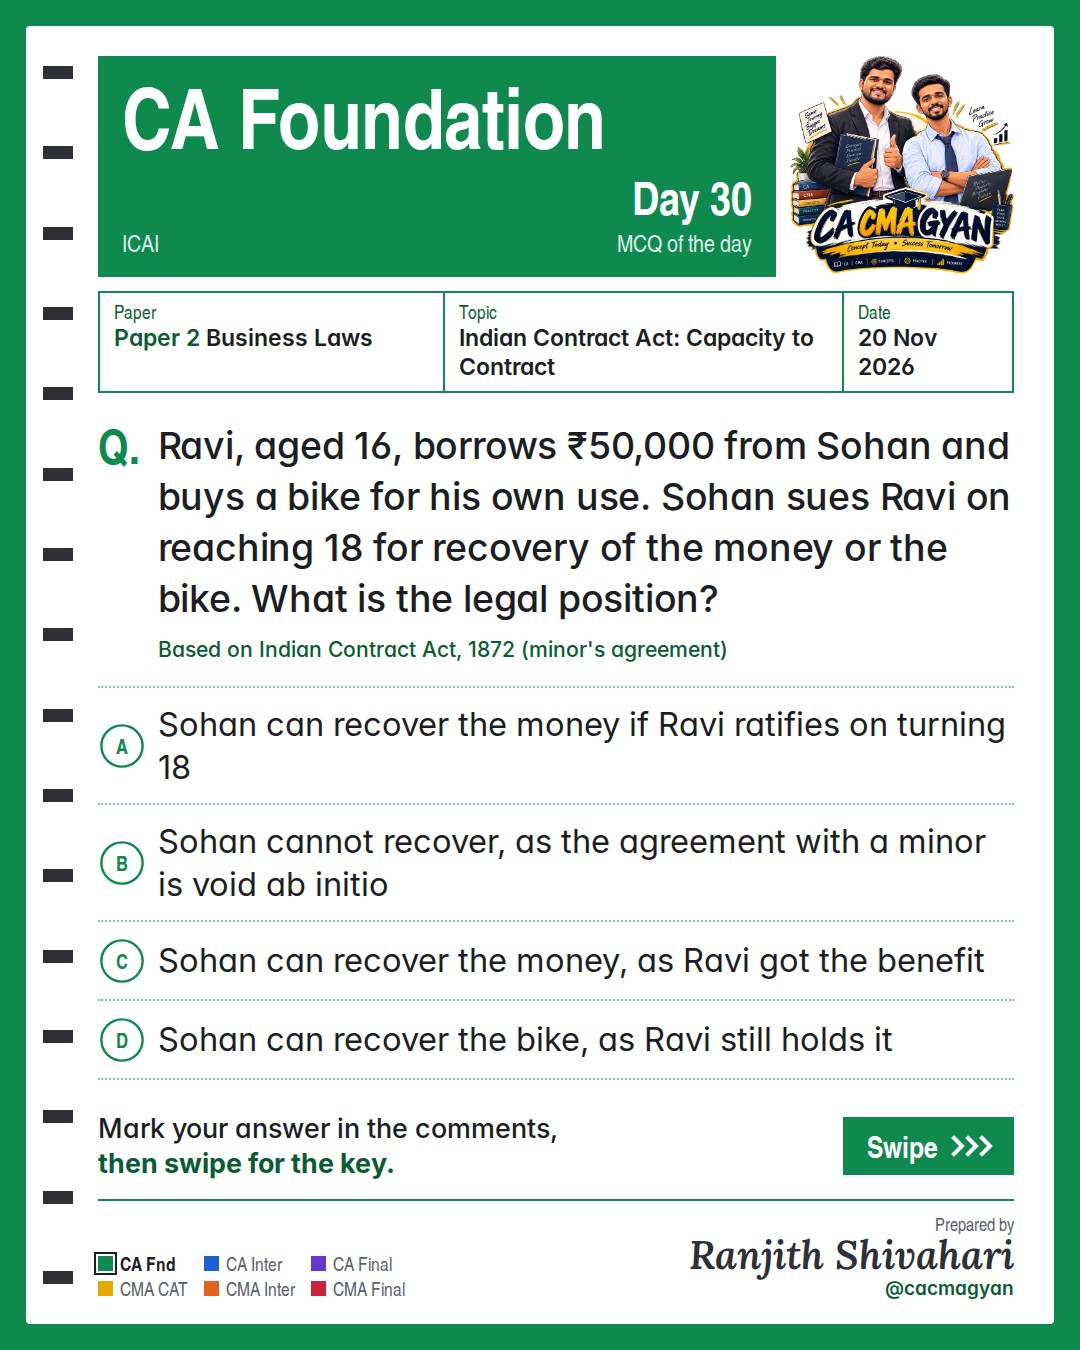 CA Foundation
Day 30
ICAI
MCQ of the day
Learn
Practice
Grow
CA
CMA
CA CMA GYAN
Concept Today • Success Tomorrow
Paper
Paper 2 Business Laws
Topic
Indian Contract Act: Capacity to
Contract
Date
20 Nov
2026
Q. Ravi, aged 16, borrows ₹50,000 from Sohan and
buys a bike for his own use. Sohan sues Ravi on
reaching 18 for recovery of the money or the
bike. What is the legal position?
Based on Indian Contract Act, 1872 (minor's agreement)
A Sohan can recover the money if Ravi ratifies on turning
18
B Sohan cannot recover, as the agreement with a minor
is void ab initio
C Sohan can recover the money, as Ravi got the benefit
D Sohan can recover the bike, as Ravi still holds it
Mark your answer in the comments,
then swipe for the key.
Swipe
Prepared by
Ranjith Shivahari
@cacmagyan
CA Fnd CA Inter CA Final
CMA CAT CMA Inter CMA Final